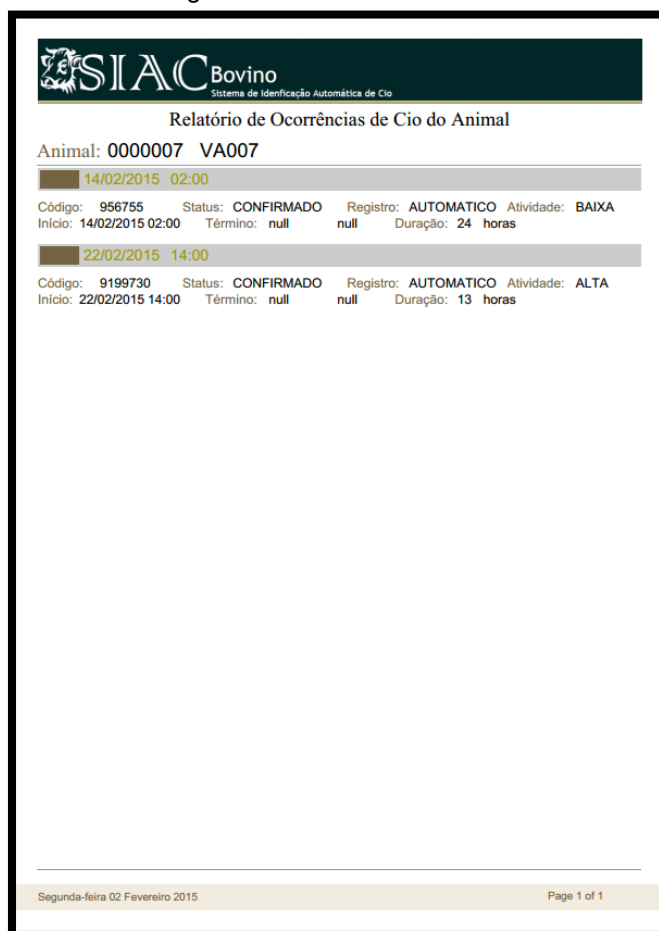 SIAC Bovino
Sistema de Idenficação Automática de Cio
Relatório de Ocorrências de Cio do Animal
Animal: 0000007 VA007
14/02/2015 02:00
Código: 956755 Status: CONFIRMADO Registro: AUTOMATICO Atividade: BAIXA
Início: 14/02/2015 02:00 Término: null null Duração: 24 horas
22/02/2015 14:00
Código: 9199730 Status: CONFIRMADO Registro: AUTOMATICO Atividade: ALTA
Início: 22/02/2015 14:00 Término: null null Duração: 13 horas
Segunda-feira 02 Fevereiro 2015 Page 1 of 1